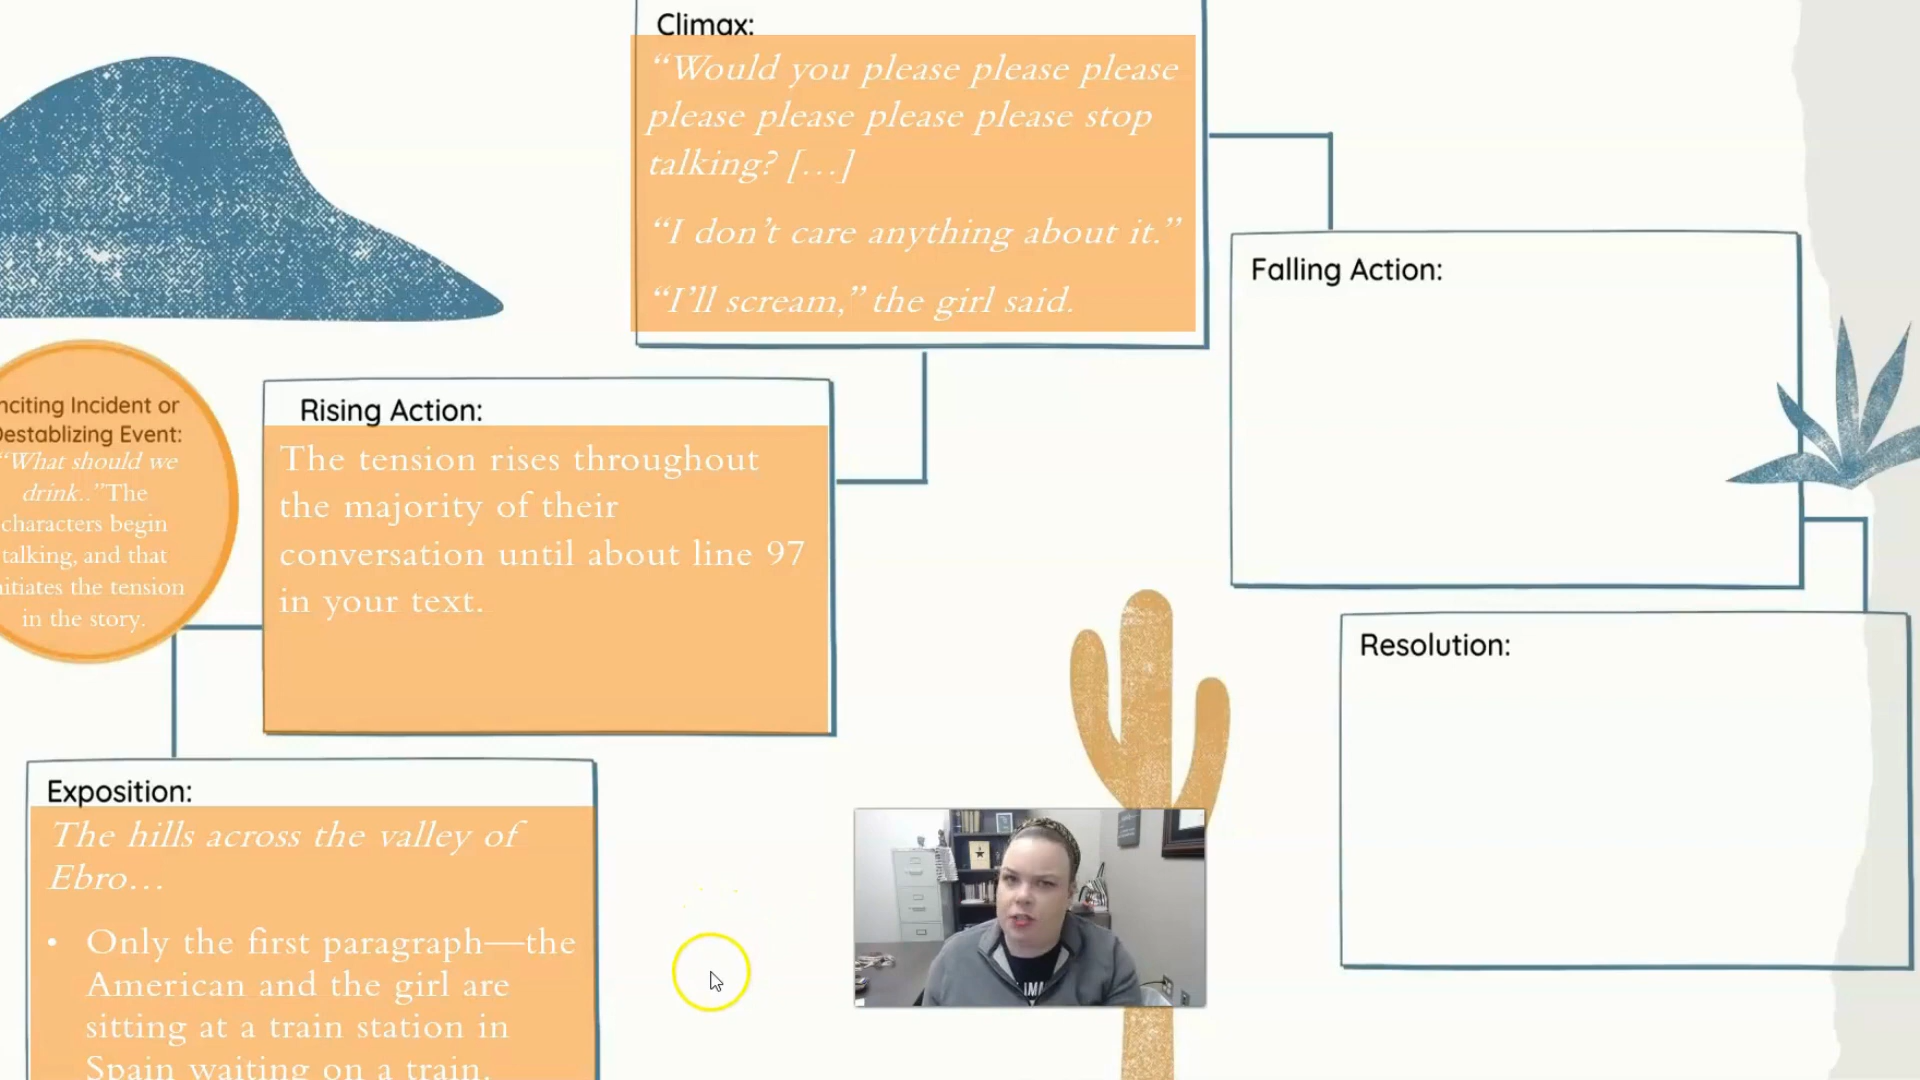 Climax:
“Would you please please please
please please please please stop
talking? […]
“I don’t care anything about it.”
“I’ll scream,” the girl said.
Falling Action:
nciting Incident or
Destablizing Event:
“What should we
drink..” The
characters begin
talking, and that
nitiates the tension
in the story.
Rising Action:
The tension rises throughout
the majority of their
conversation until about line 97
in your text.
Resolution:
Exposition:
The hills across the valley of
Ebro…
• Only the first paragraph—the
American and the girl are
sitting at a train station in
Spain waiting on a train.